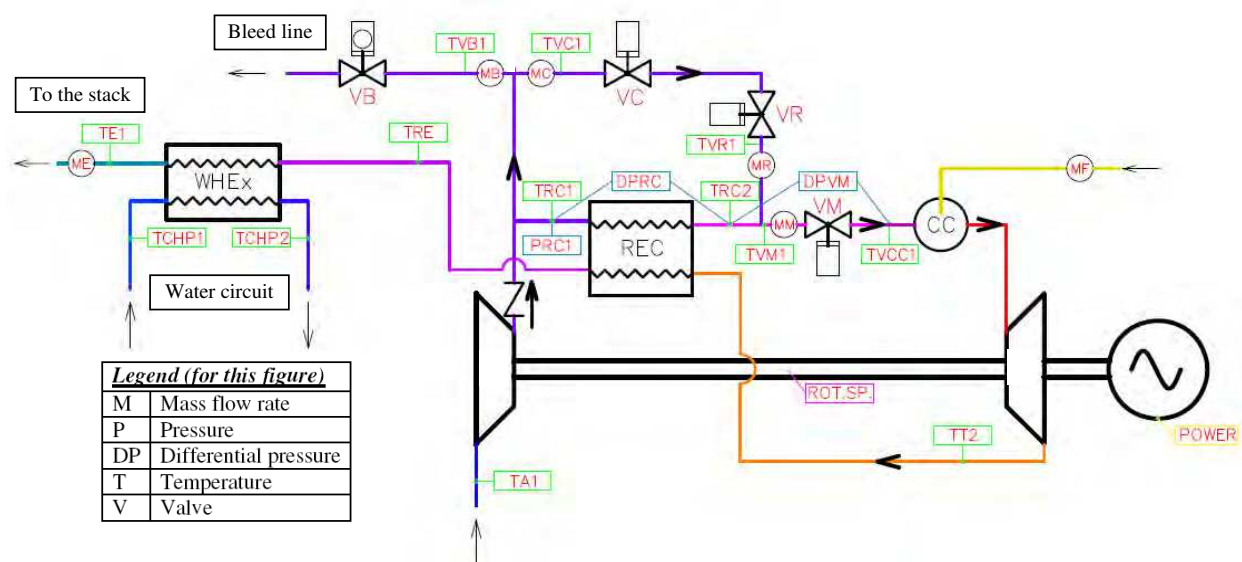 Bleed line
TVB1
TVC1
MB
MC
VB
VC
To the stack
VR
TE1
TRE
TVR1
ME
MR
MF
WHEx
TRC1
DPRC
TRC2
DPVM
VM
MM
CC
TCHP1
TCHP2
PRC1
REC
TVM1
TVCC1
Water circuit
Legend (for this figure)
M Mass flow rate
P Pressure
DP Differential pressure
T Temperature
V Valve
ROT.SP.
TT2
POWER
TA1